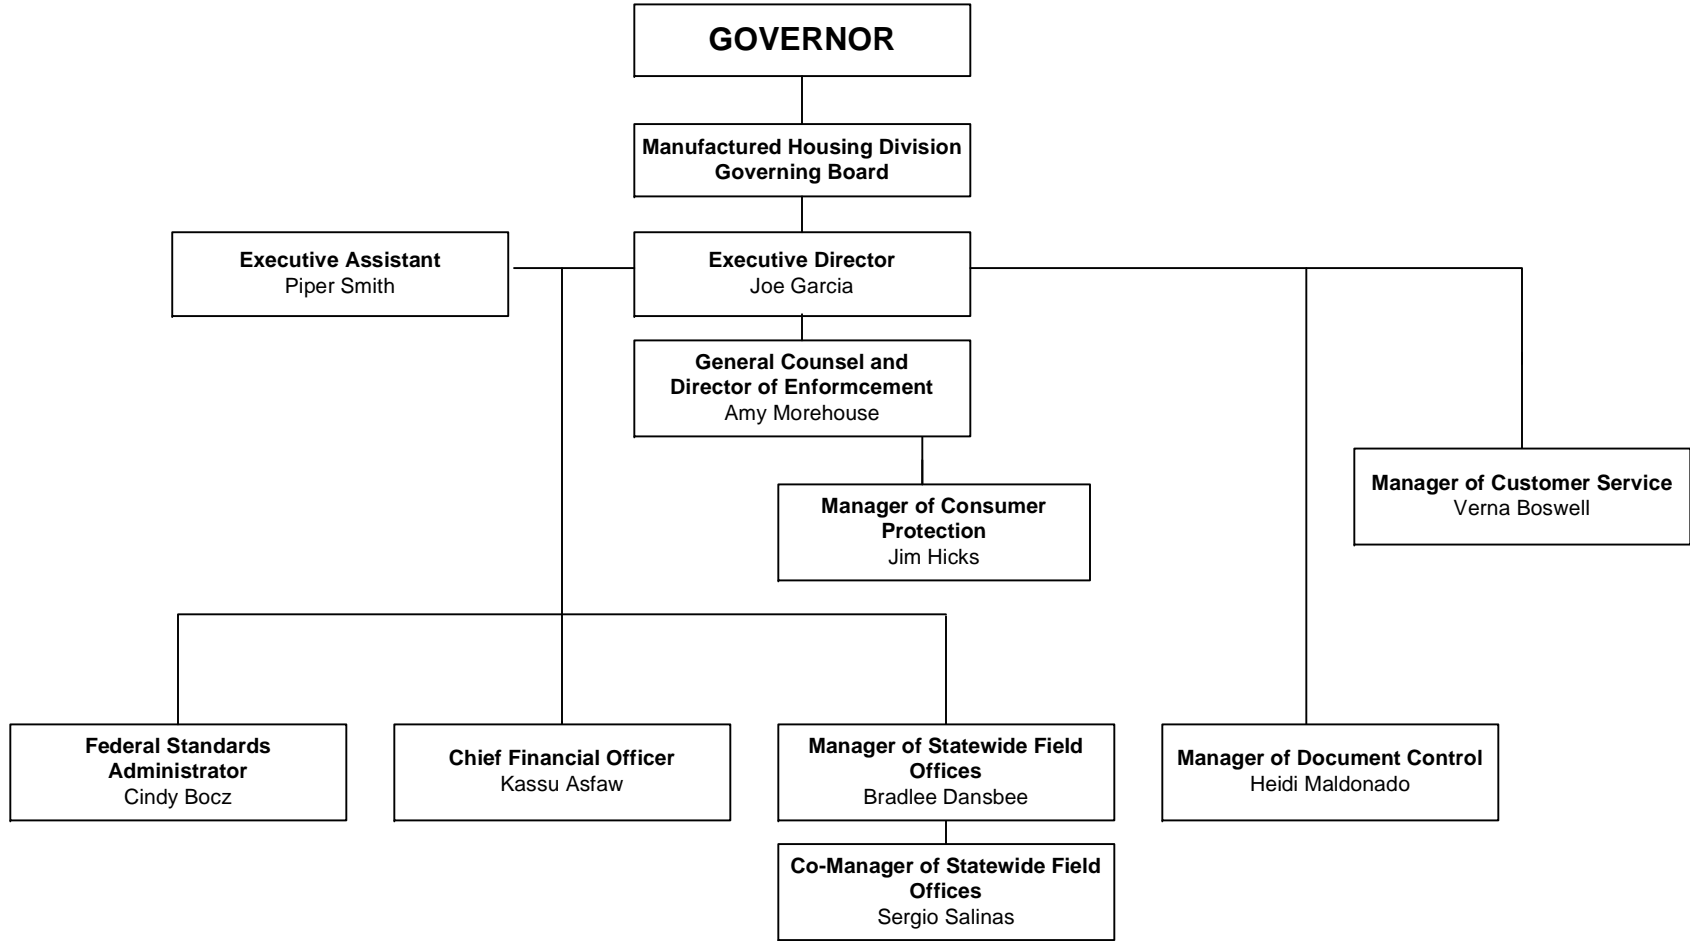 GOVERNOR
Manufactured Housing Division
Governing Board
Executive Assistant
Piper Smith
Executive Director
Joe Garcia
General Counsel and
Director of Enformcement
Amy Morehouse
Manager of Customer Service
Verna Boswell
Manager of Consumer
Protection
Jim Hicks
Federal Standards
Administrator
Cindy Bocz
Chief Financial Officer
Kassu Asfaw
Manager of Statewide Field
Offices
Bradlee Dansbee
Manager of Document Control
Heidi Maldonado
Co-Manager of Statewide Field
Offices
Sergio Salinas